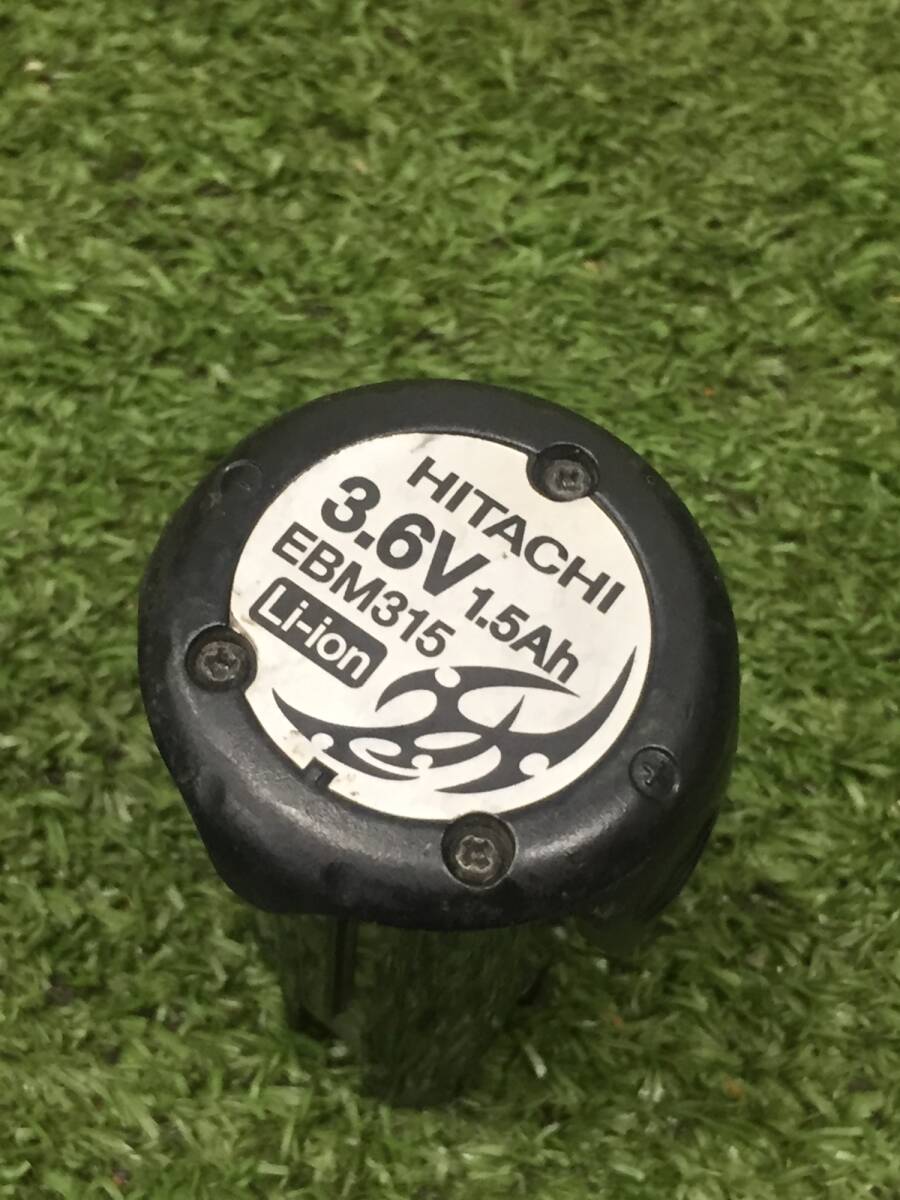 HITACHI
3.6V 1.5Ah
EBM315
Li-ion